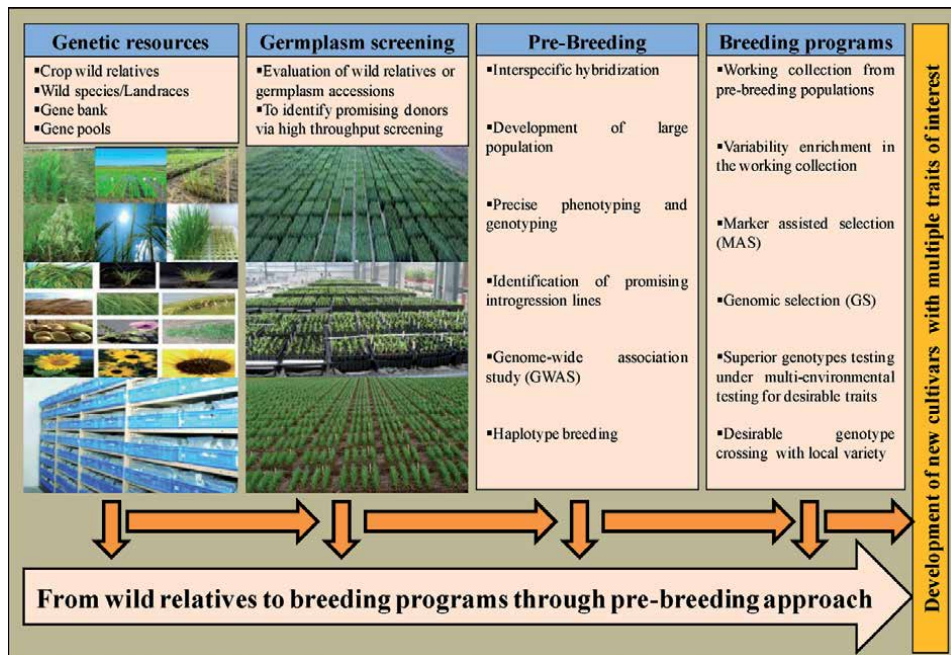 Genetic resources
▪Crop wild relatives
▪Wild species/Landraces
▪Gene bank
▪Gene pools
Germplasm screening
▪Evaluation of wild relatives or
germplasm accessions
▪To identify promising donors
via high throughput screening
Pre-Breeding
▪Interspecific hybridization
▪Development of large
population
▪Precise phenotyping and
genotyping
▪Identification of promising
introgression lines
▪Genome-wide association
study (GWAS)
▪Haplotype breeding
Breeding programs
▪Working collection from
pre-breeding populations
▪Variability enrichment in
the working collection
▪Marker assisted selection
(MAS)
▪Genomic selection (GS)
▪Superior genotypes testing
under multi-environmental
testing for desirable traits
▪Desirable genotype
crossing with local variety
Development of new cultivars with multiple traits of interest
From wild relatives to breeding programs through pre-breeding approach